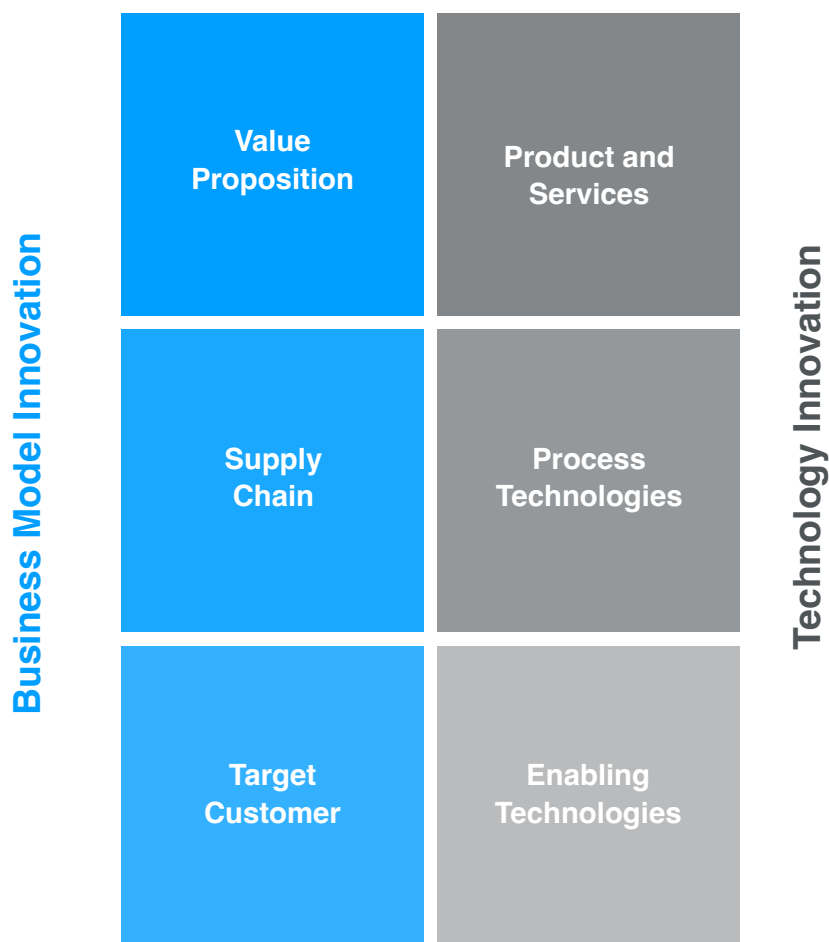 Business Model Innovation
Value
Proposition
Product and
Services
Supply
Chain
Process
Technologies
Target
Customer
Enabling
Technologies
Technology Innovation